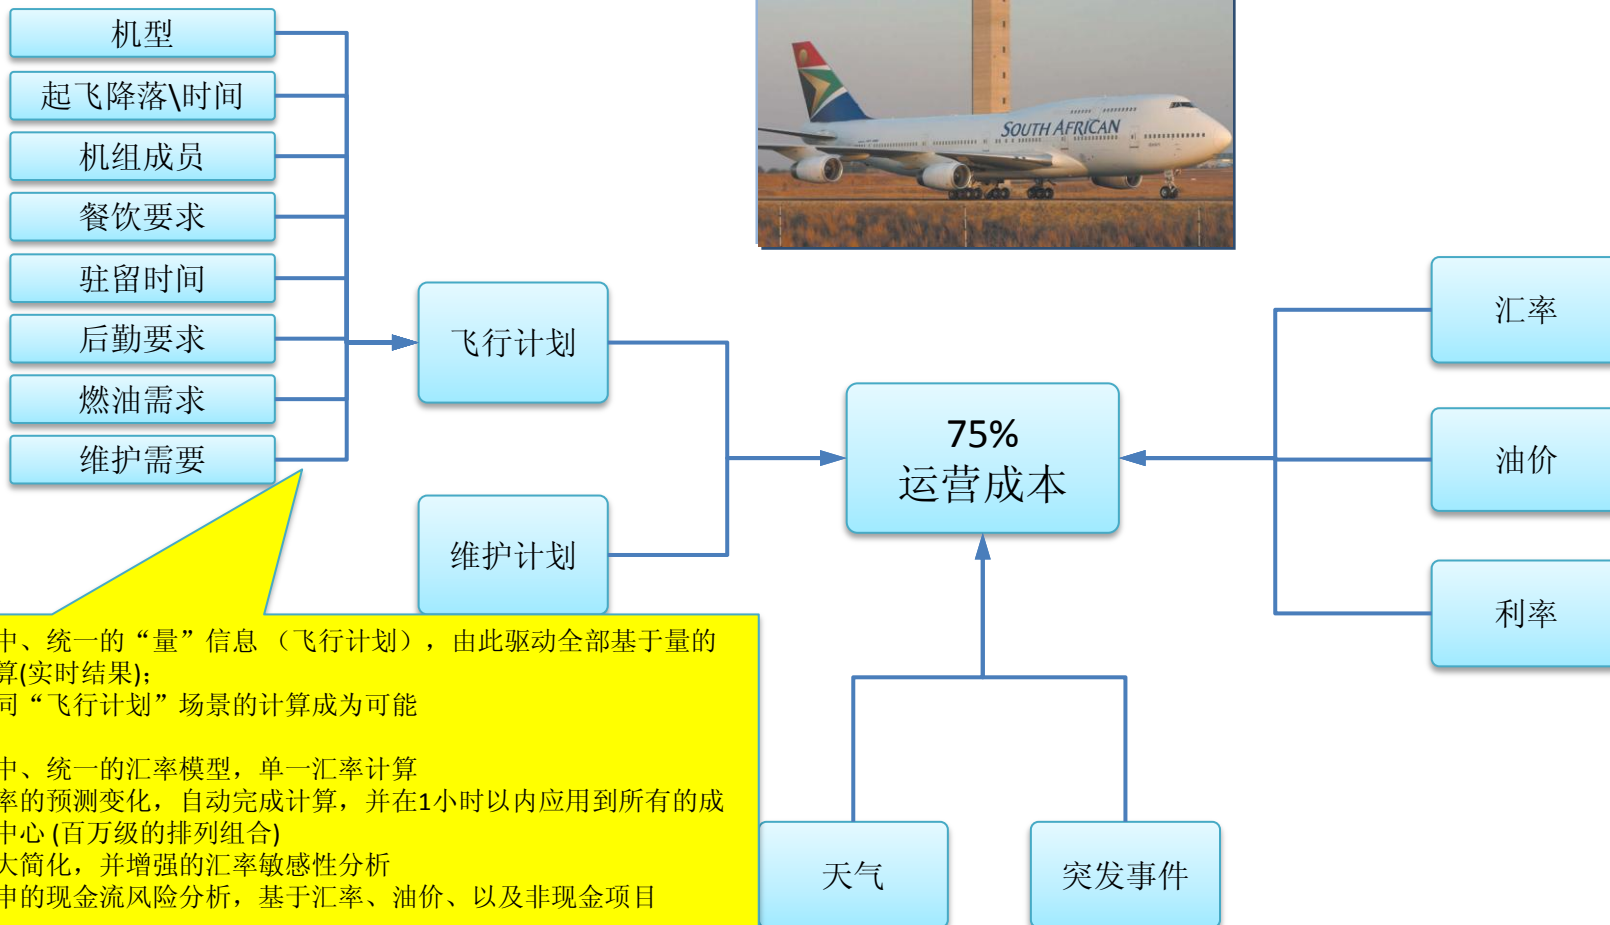 机型
起飞降落\时间
机组成员
餐饮要求
驻留时间
后勤要求
燃油需求
维护需要
飞行计划
维护计划
SOUTH AFRICAN
75%
运营成本
汇率
油价
利率
天气
突发事件
中、统一的“量”信息 （飞行计划），由此驱动全部基于量的
算(实时结果)；
同“飞行计划”场景的计算成为可能
中、统一的汇率模型，单一汇率计算
率的预测变化，自动完成计算，并在1小时以内应用到所有的成
中心 (百万级的排列组合)
大简化，并增强的汇率敏感性分析
申的现金流风险分析，基于汇率、油价、以及非现金项目